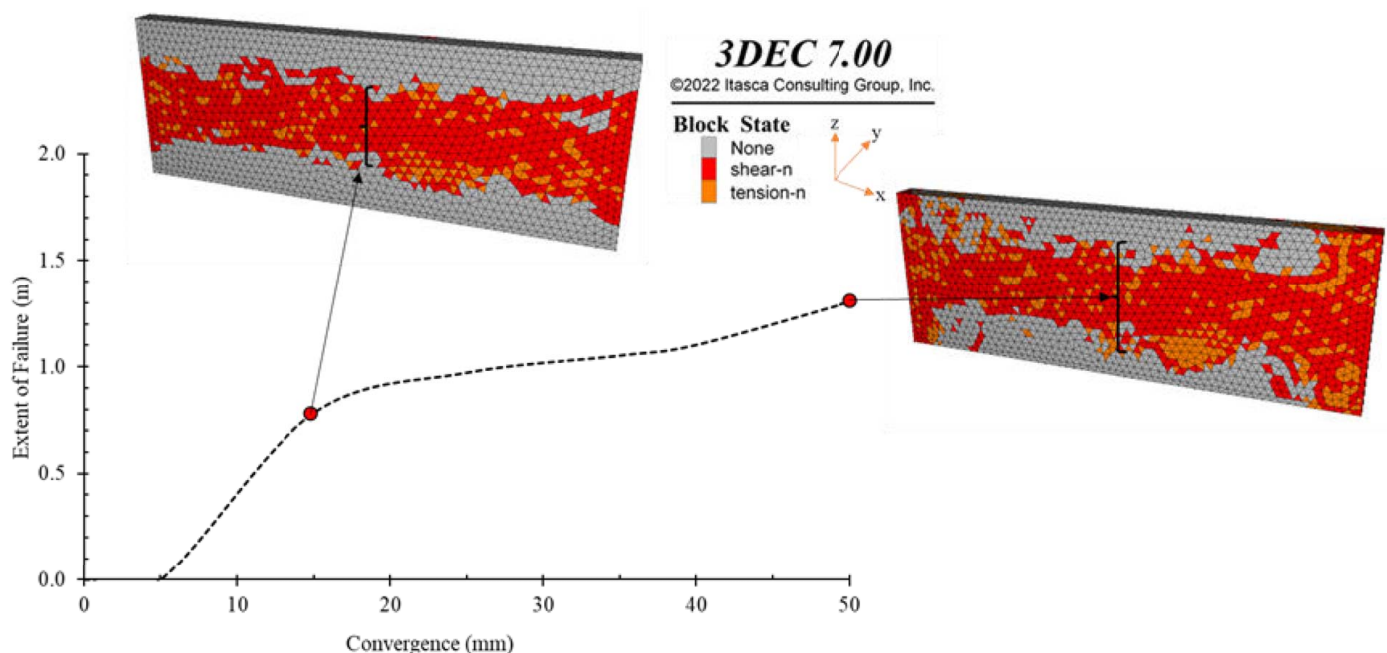 3DEC 7.00
©2022 Itasca Consulting Group, Inc.
Block State
None
shear-n
tension-n
z
y
x
2.0
1.5
1.0
0.5
0.0
Extent of Failure (m)
0
10
20
30
40
50
Convergence (mm)